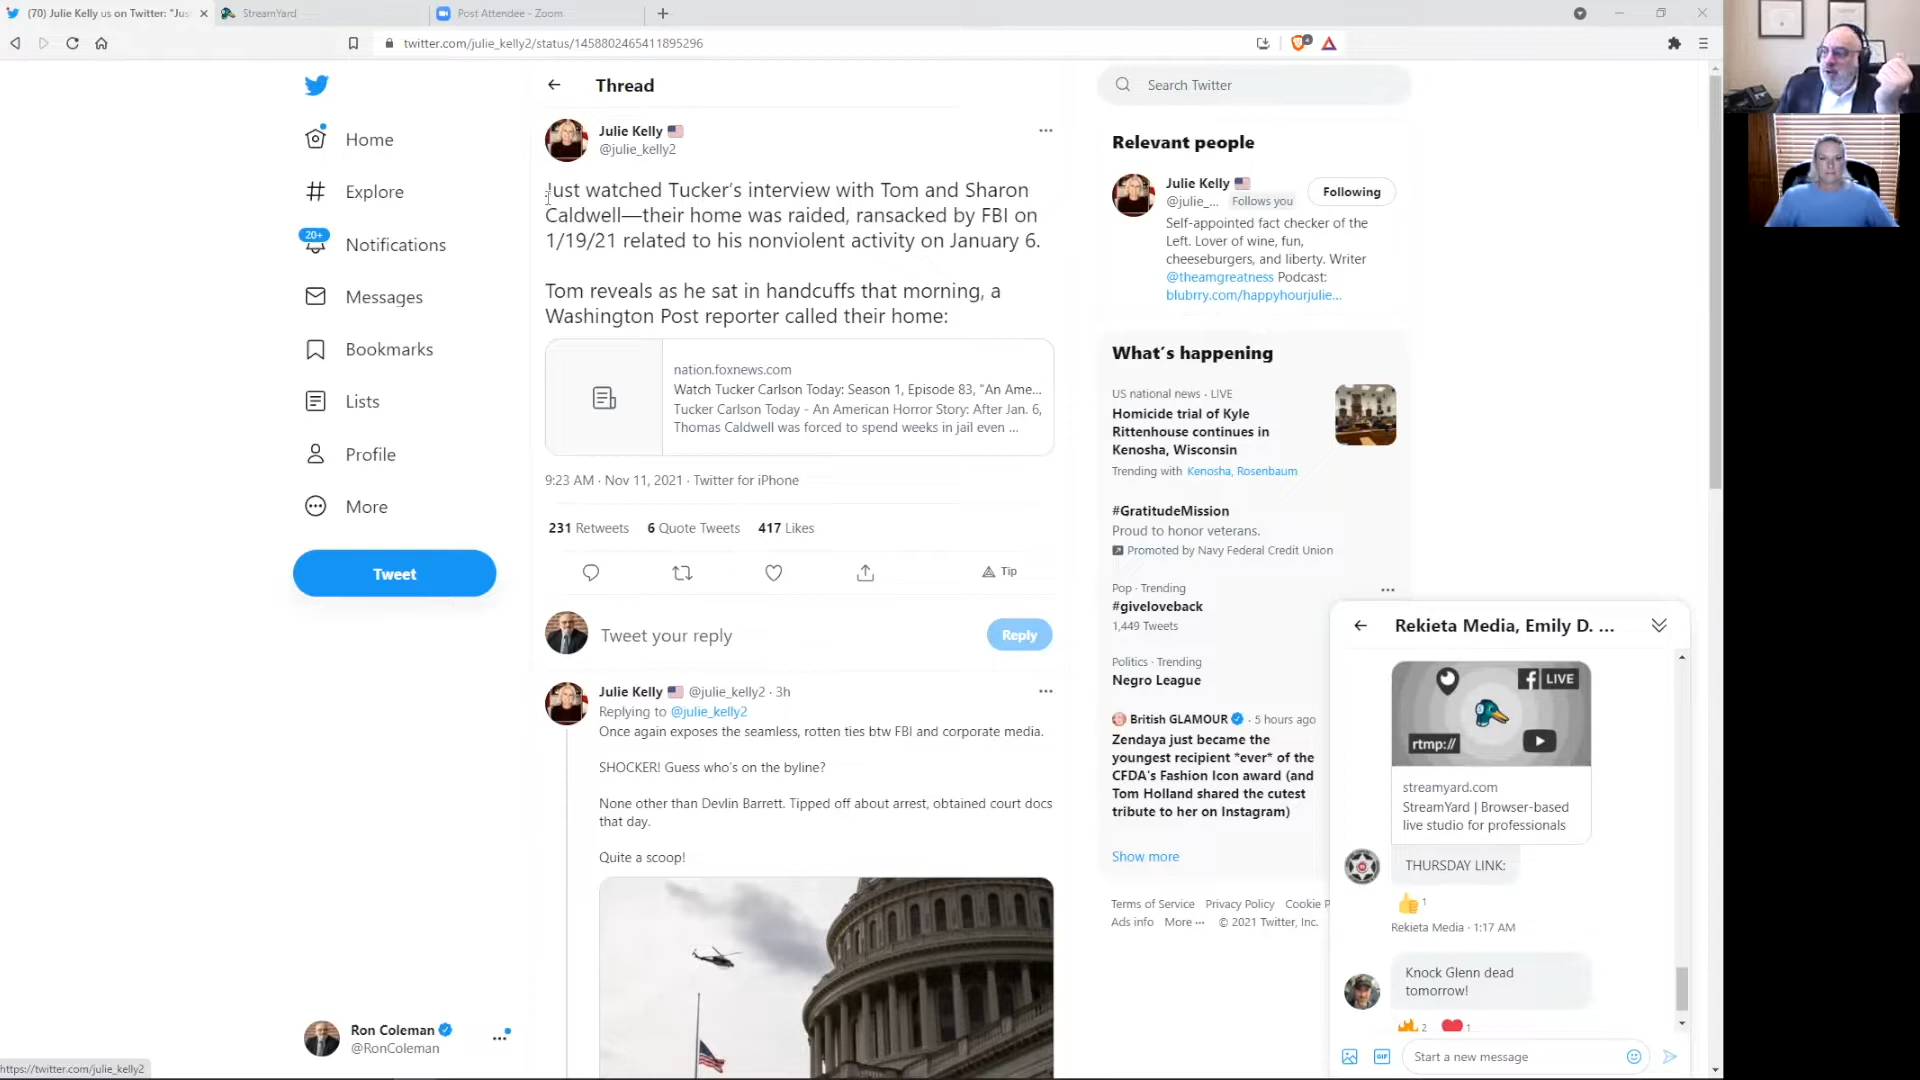 (70) Julie Kelly us on Twitter: "Jus
StreamYard
Post Attendee - Zoom
twitter.com/julie_kelly2/status/1458802465411895296
Home
Explore
20+
Notifications
Messages
Bookmarks
Lists
Profile
More
Tweet
Ron Coleman
@RonColeman
https://twitter.com/julie_kelly2
Thread
Julie Kelly
@julie_kelly2
Just watched Tucker's interview with Tom and Sharon
Caldwell—their home was raided, ransacked by FBI on
1/19/21 related to his nonviolent activity on January 6.
Tom reveals as he sat in handcuffs that morning, a
Washington Post reporter called their home:
nation.foxnews.com
Watch Tucker Carlson Today: Season 1, Episode 83, "An Ame...
Tucker Carlson Today - An American Horror Story: After Jan. 6,
Thomas Caldwell was forced to spend weeks in jail even ...
9:23 AM · Nov 11, 2021 · Twitter for iPhone
231 Retweets 6 Quote Tweets 417 Likes
Tip
Tweet your reply
Reply
Julie Kelly @julie_kelly2 · 3h
Replying to @julie_kelly2
Once again exposes the seamless, rotten ties btw FBI and corporate media.
SHOCKER! Guess who's on the byline?
None other than Devlin Barrett. Tipped off about arrest, obtained court docs
that day.
Quite a scoop!
Search Twitter
Relevant people
Julie Kelly
@julie_... Follows you
Following
Self-appointed fact checker of the
Left. Lover of wine, fun,
cheeseburgers, and liberty. Writer
@theamgreatness Podcast:
blubrry.com/happyhourjulie...
What's happening
US national news · LIVE
Homicide trial of Kyle
Rittenhouse continues in
Kenosha, Wisconsin
Trending with Kenosha, Rosenbaum
#GratitudeMission
Proud to honor veterans.
Promoted by Navy Federal Credit Union
Pop · Trending
#giveloveback
1,449 Tweets
Politics · Trending
Negro League
British GLAMOUR · 5 hours ago
Zendaya just became the
youngest recipient *ever* of the
CFDA's Fashion Icon award (and
Tom Holland shared the cutest
tribute to her on Instagram)
Show more
Terms of Service Privacy Policy Cookie P
Ads info More ··· © 2021 Twitter, Inc.
Rekieta Media, Emily D. ...
LIVE
rtmp://
streamyard.com
StreamYard | Browser-based
live studio for professionals
THURSDAY LINK:
1
Rekieta Media · 1:17 AM
Knock Glenn dead
tomorrow!
2 1
GIF
Start a new message